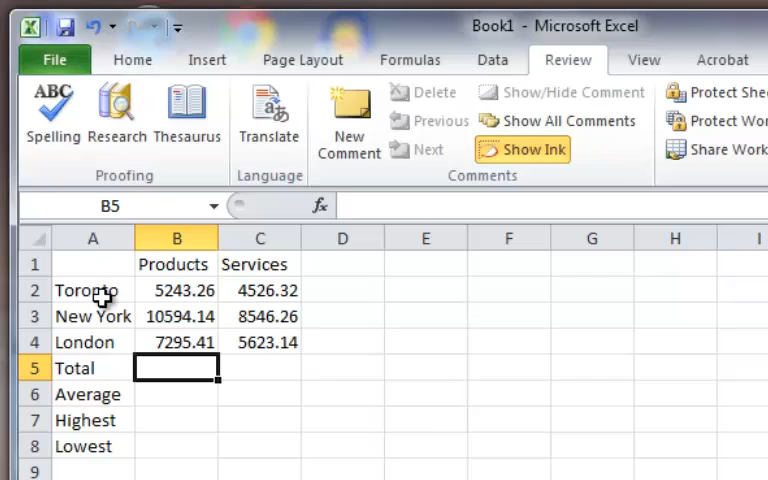 Book1 - Microsoft Excel
File Home Insert Page Layout Formulas Data Review View Acrobat
ABC
Spelling Research Thesaurus Translate New Comment Delete Previous Next Show/Hide Comment Show All Comments Show Ink Protect Shee Protect Wor Share Work
Proofing Language Comments
B5 fx
A B C D E F G H I
1 Products Services
2 Toronto 5243.26 4526.32
3 New York 10594.14 8546.26
4 London 7295.41 5623.14
5 Total
6 Average
7 Highest
8 Lowest
9